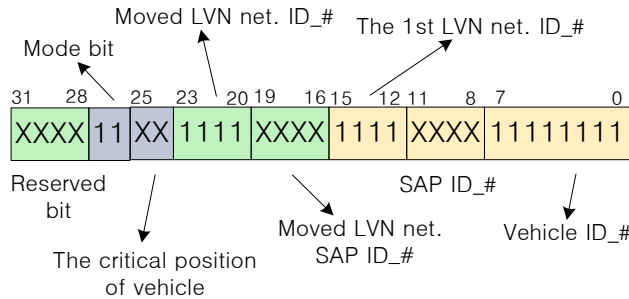 Moved LVN net. ID_#
The 1st LVN net. ID_#
Mode bit
31 28 25 23 20 19 16 15 12 11 8 7 0
XXXX 11 XX 1111 XXXX 1111 XXXX 11111111
Reserved
bit
SAP ID_#
Moved LVN net.
SAP ID_#
Vehicle ID_#
The critical position
of vehicle